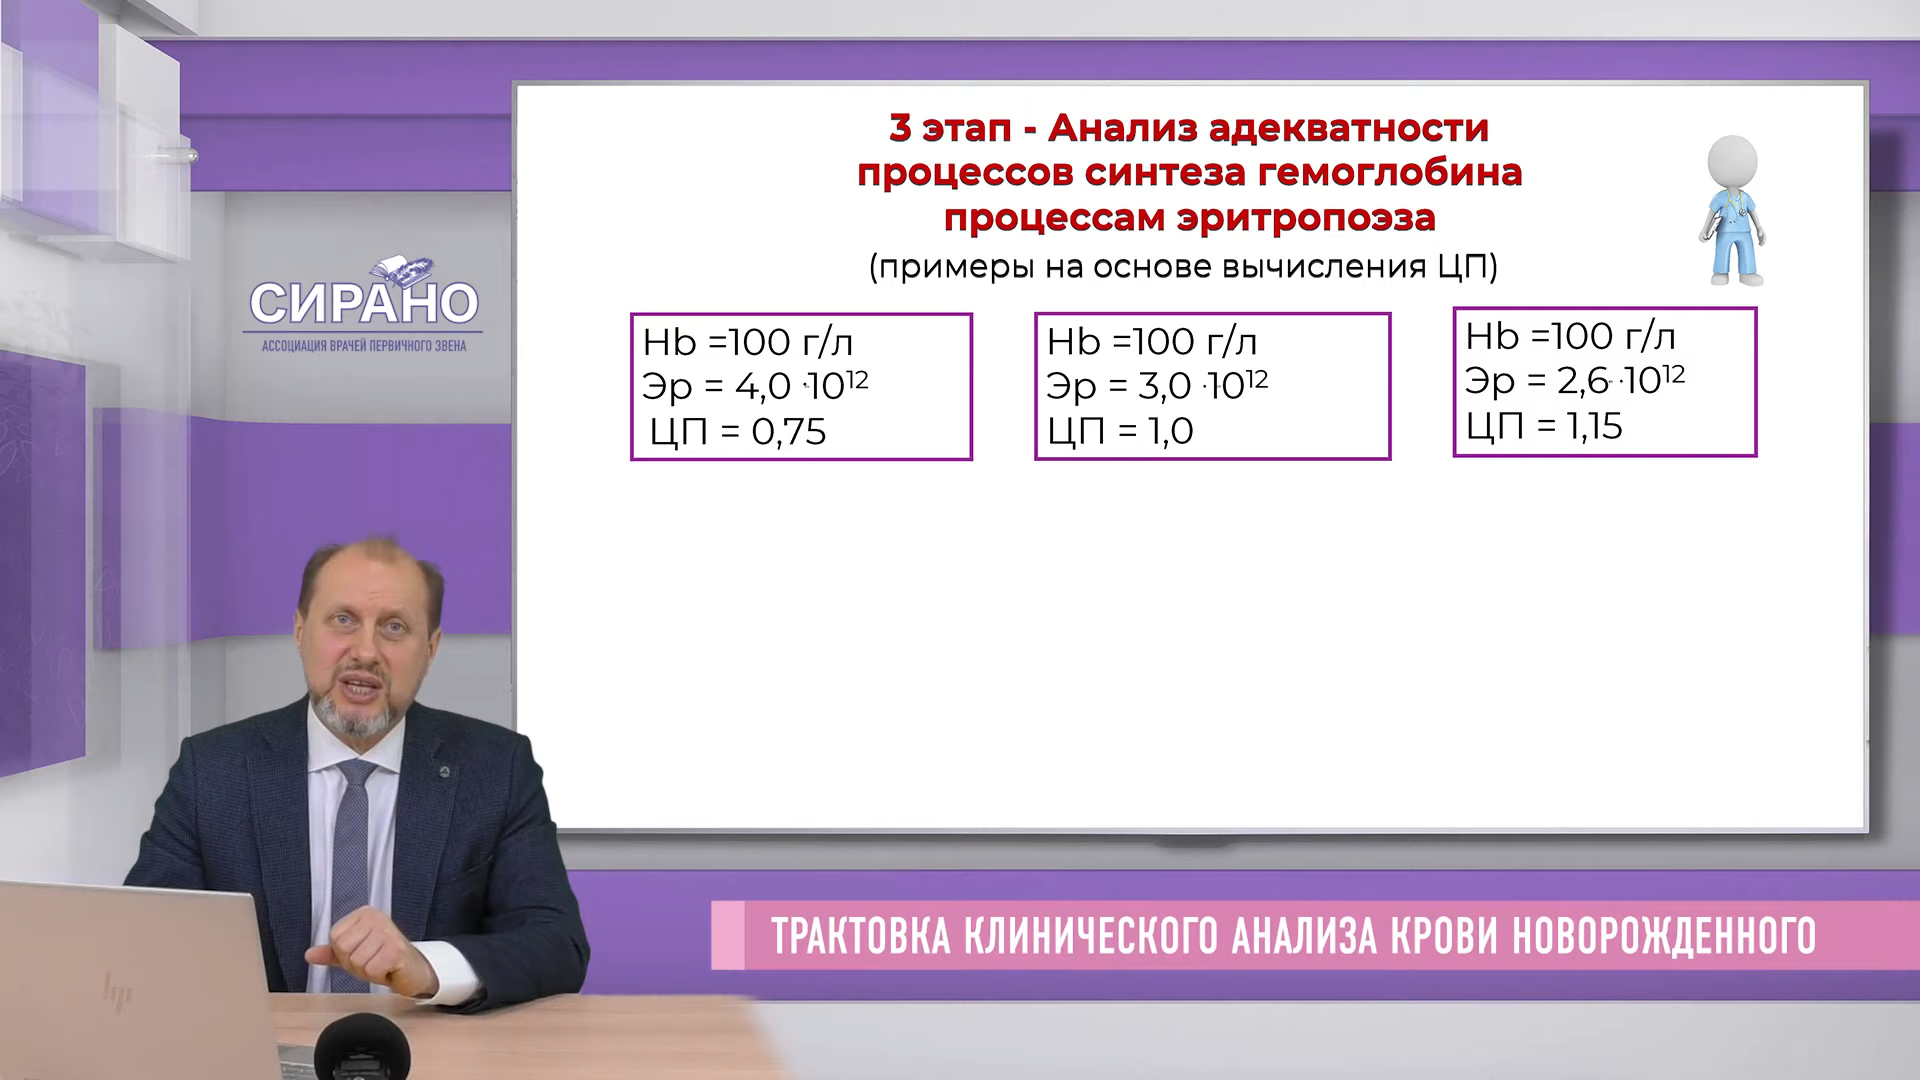 3 этап - Анализ адекватности
процессов синтеза гемоглобина
процессам эритропоэза
(примеры на основе вычисления ЦП)
Hb =100 г/л
Эр = 4,0 ·10¹²
ЦП = 0,75
Hb =100 г/л
Эр = 3,0 ·10¹²
ЦП = 1,0
Hb =100 г/л
Эр = 2,6 ·10¹²
ЦП = 1,15
СИРАНО
АССОЦИАЦИЯ ВРАЧЕЙ ПЕРВИЧНОГО ЗВЕНА
hp
ТРАКТОВКА КЛИНИЧЕСКОГО АНАЛИЗА КРОВИ НОВОРОЖДЕННОГО